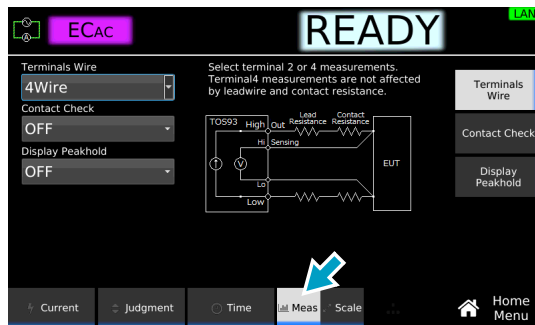 LAN
ECAC
READY
Terminals Wire
4Wire
Contact Check
OFF
Display Peakhold
OFF
Select terminal 2 or 4 measurements.
Terminal4 measurements are not affected
by leadwire and contact resistance.
TOS93
High
Out
Lead
Resistance
Contact
Resistance
Hi
Sensing
A
V
EUT
Lo
Low
Terminals
Wire
Contact Check
Display
Peakhold
Current
Judgment
Time
Meas
Scale
Home
Menu